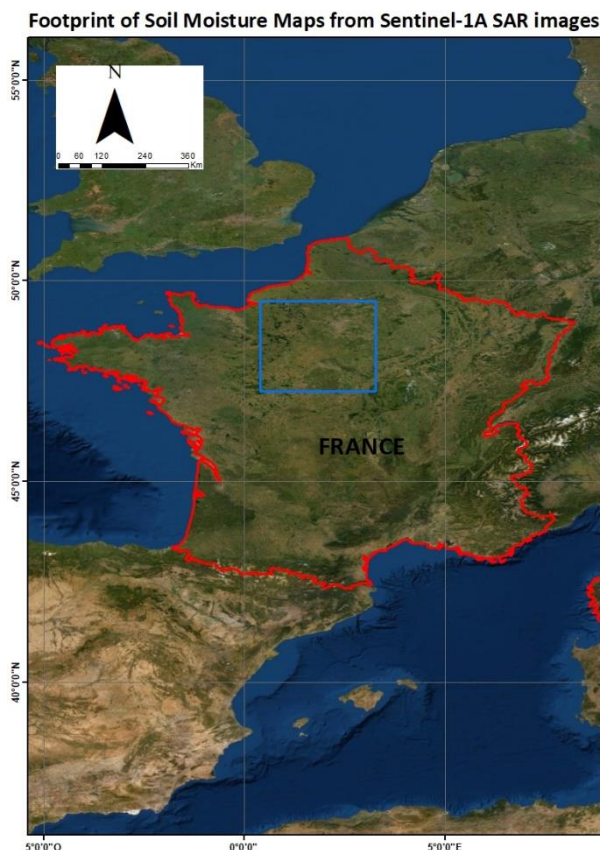 Footprint of Soil Moisture Maps from Sentinel-1A SAR images
N
0 60 120 240 360
Km
55°0'0"N
50°0'0"N
FRANCE
45°0'0"N
40°0'0"N
5°0'0"O 0°0'0" 5°0'0"E